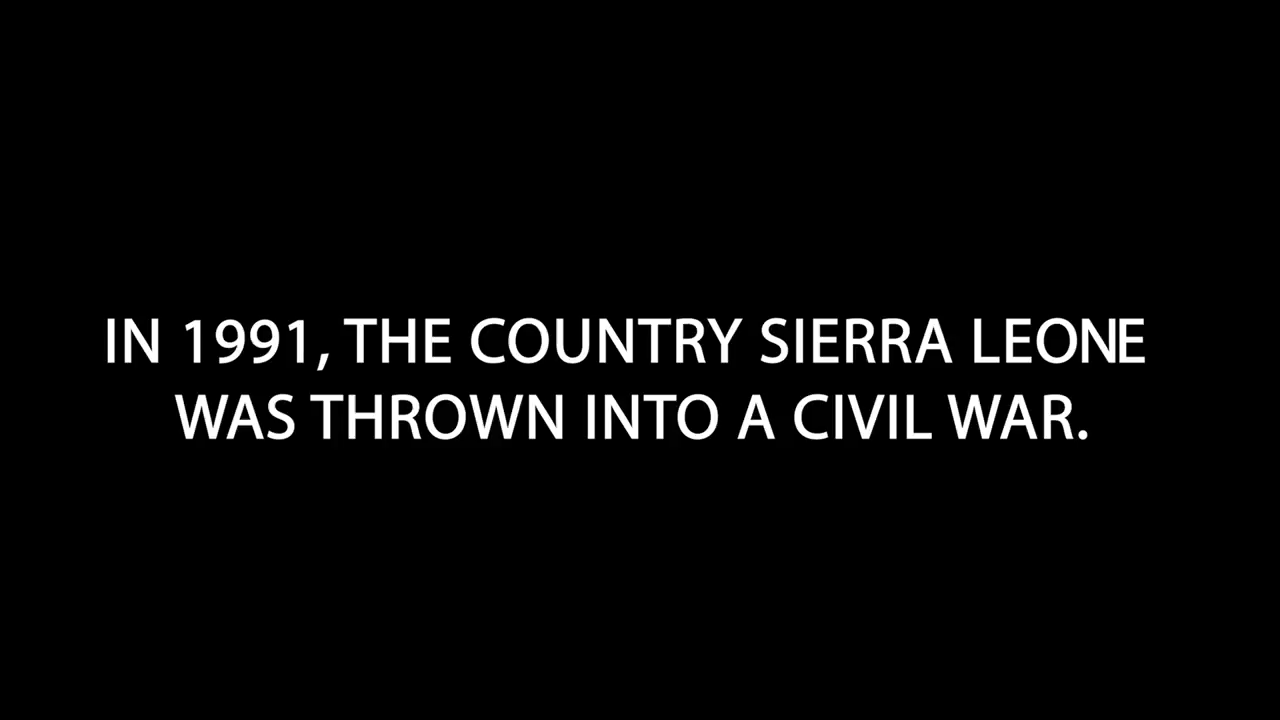 IN 1991, THE COUNTRY SIERRA LEONE
WAS THROWN INTO A CIVIL WAR.